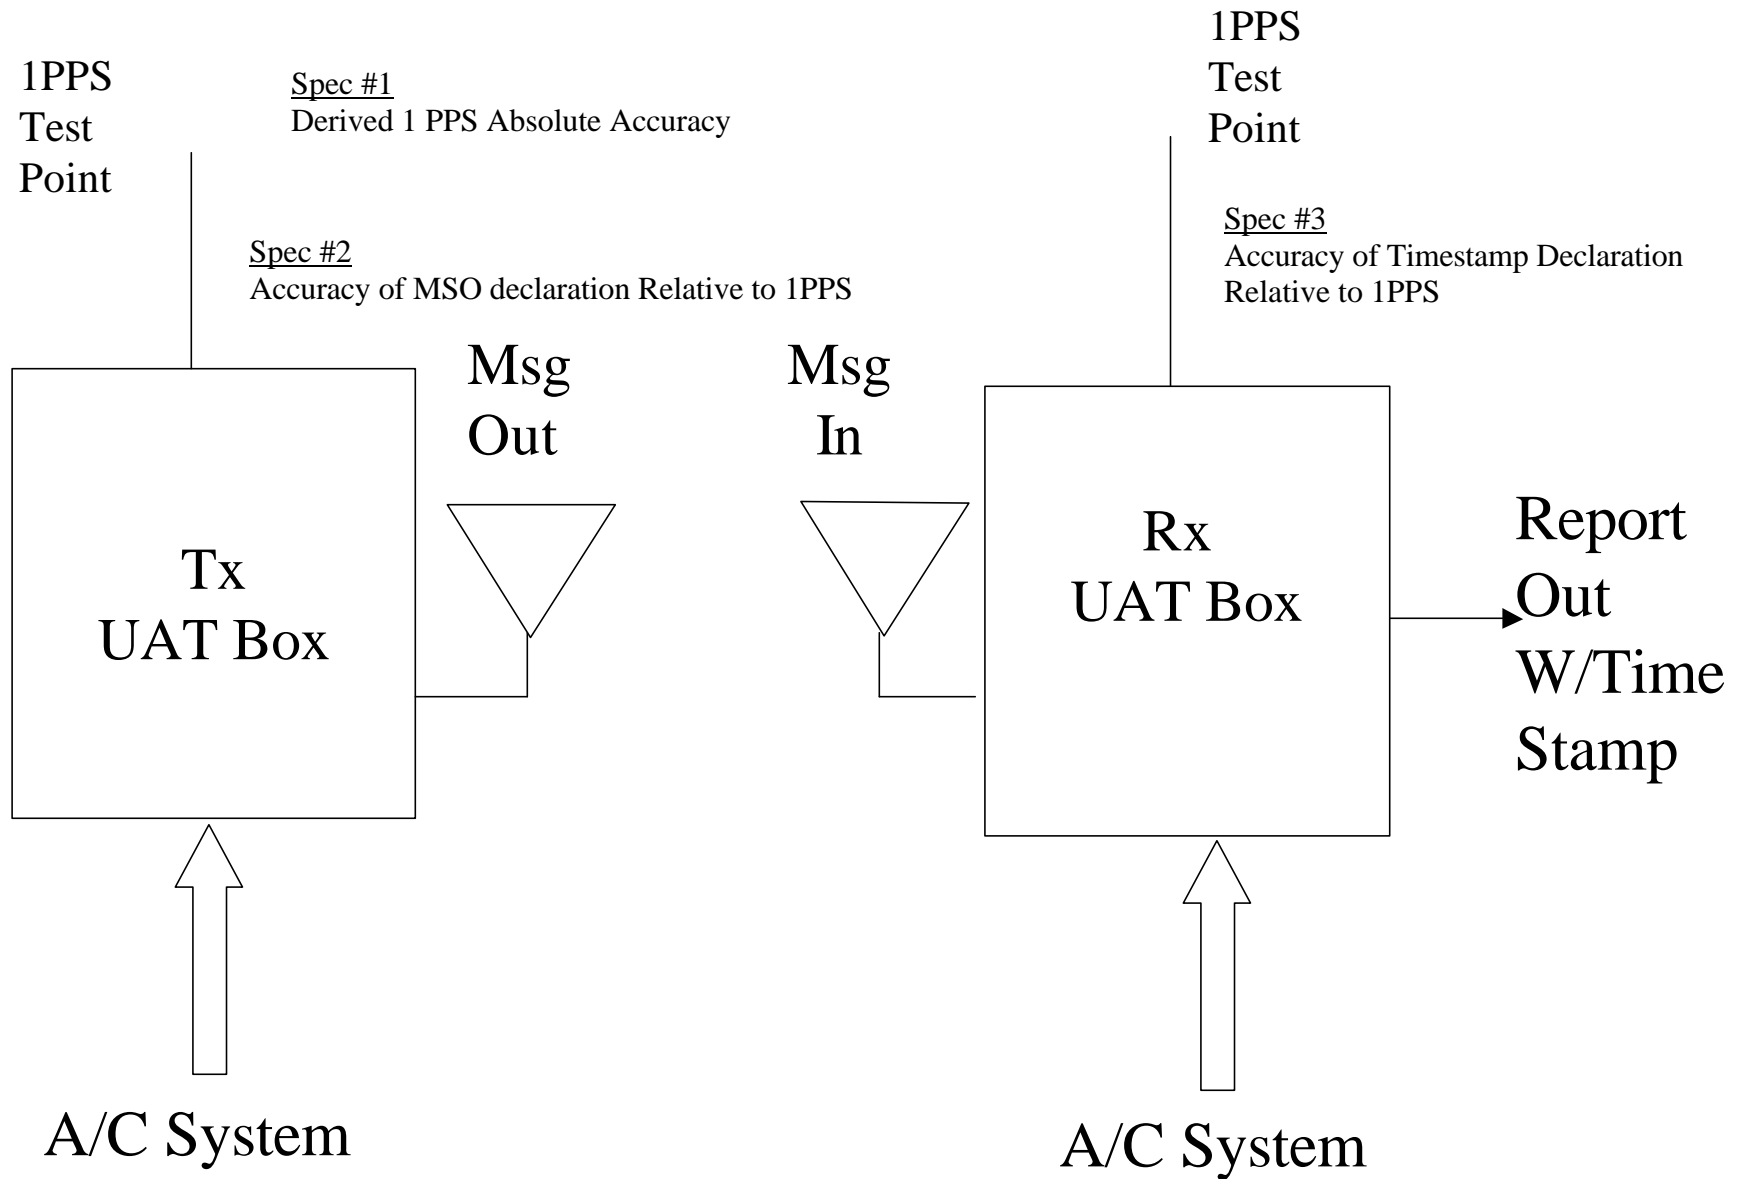 1PPS
Test
Point
Spec #1
Derived 1 PPS Absolute Accuracy
1PPS
Test
Point
Spec #2
Accuracy of MSO declaration Relative to 1PPS
Spec #3
Accuracy of Timestamp Declaration
Relative to 1PPS
Msg
Out
Msg
In
Tx
UAT Box
Rx
UAT Box
Report
Out
W/Time
Stamp
A/C System
A/C System